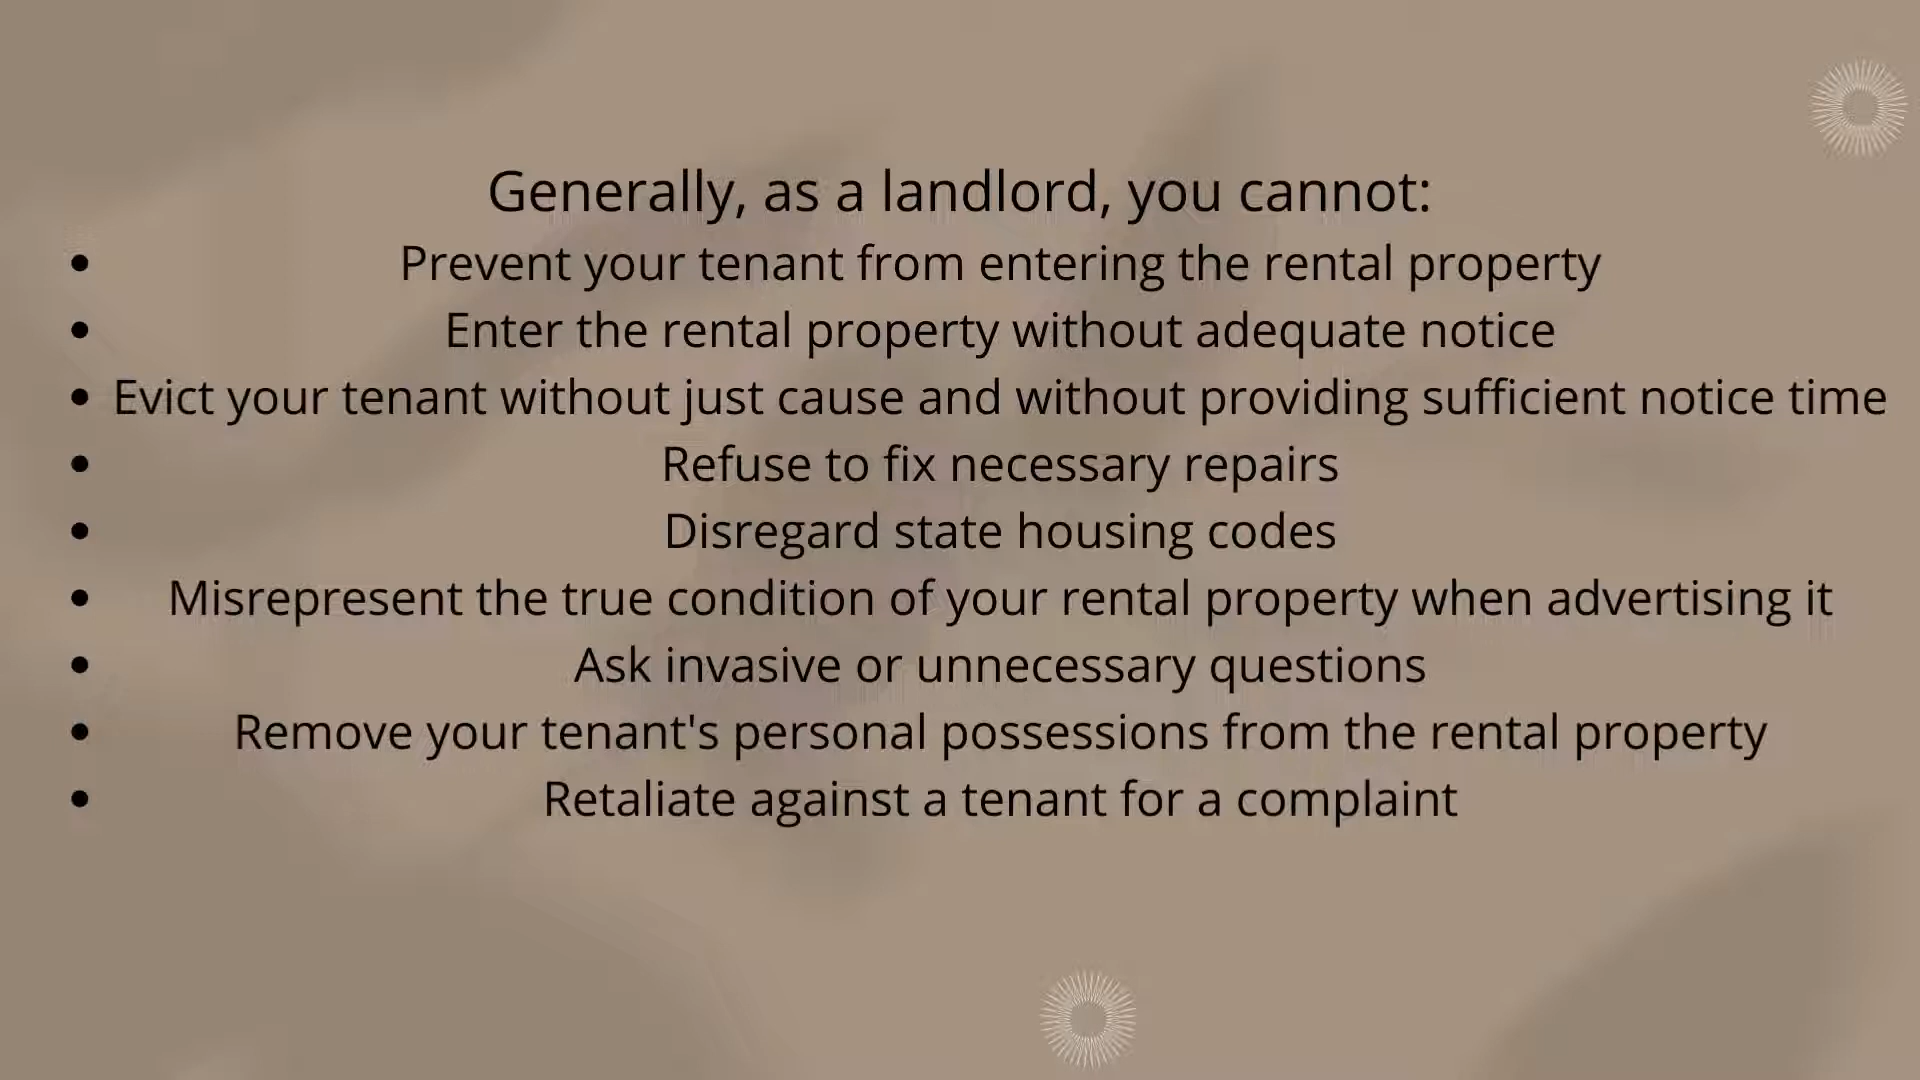 Generally, as a landlord, you cannot:
• Prevent your tenant from entering the rental property
• Enter the rental property without adequate notice
• Evict your tenant without just cause and without providing sufficient notice time
• Refuse to fix necessary repairs
• Disregard state housing codes
• Misrepresent the true condition of your rental property when advertising it
• Ask invasive or unnecessary questions
• Remove your tenant's personal possessions from the rental property
• Retaliate against a tenant for a complaint